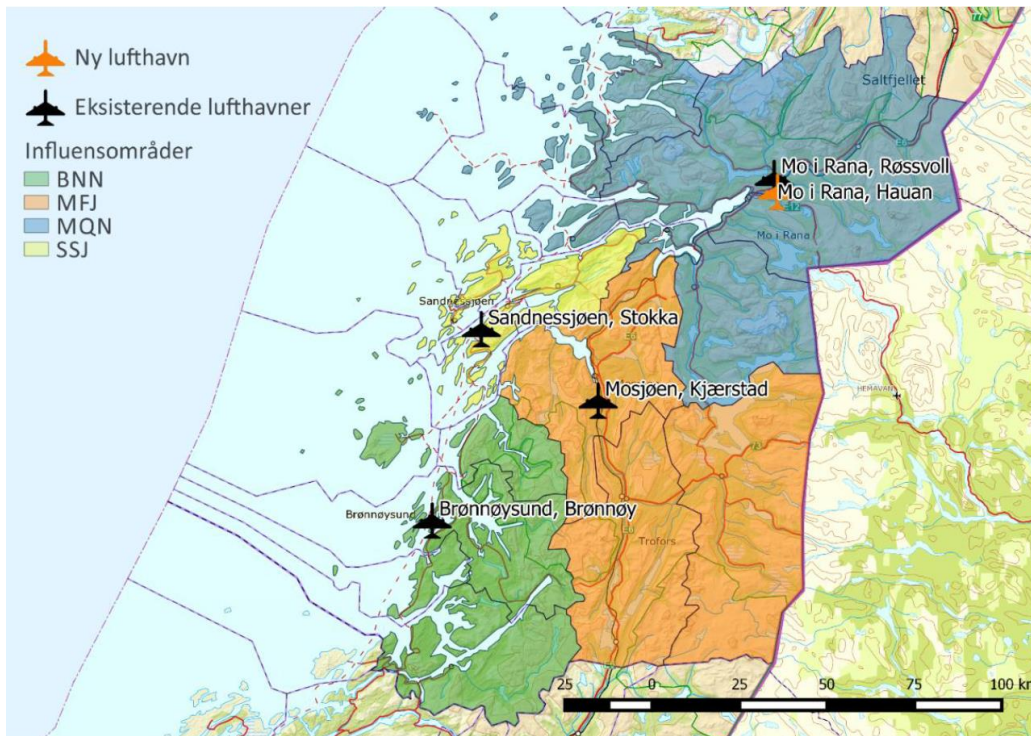 Ny lufthavn
Eksisterende lufthavner
Influensområder
BNN
MFJ
MQN
SSJ
Saltfjellet
Mo i Rana, Røssvoll
Mo i Rana, Hauan
Mo i Rana
Sandnessjøen
Sandnessjøen, Stokka
Mosjøen, Kjærstad
HEMAVAN
Brønnøysund
Brønnøysund, Brønnøy
Trofors
25 0 25 50 75 100 km